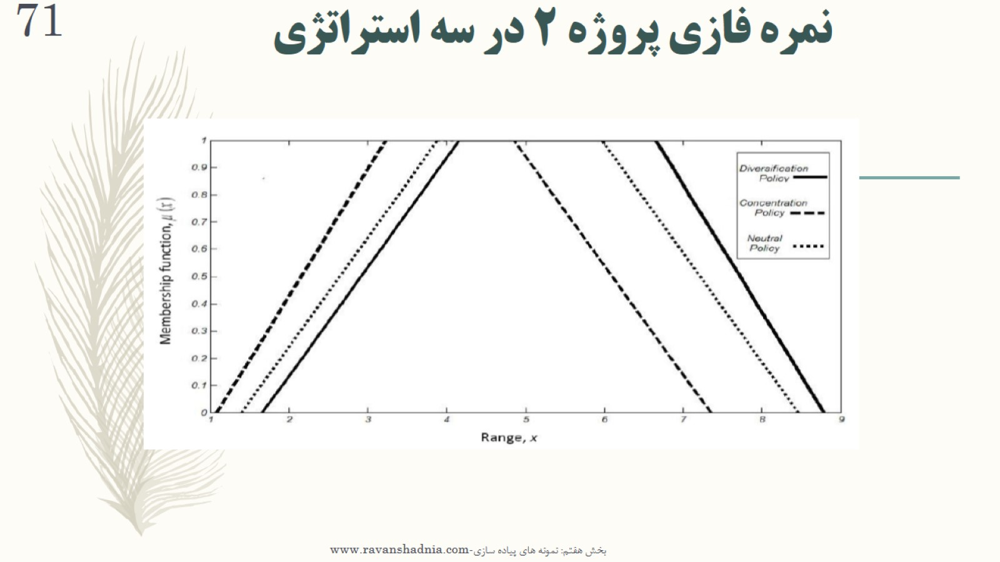 71
نمره فازی پروژه ۲ در سه استراتژی
Membership function, μ (x)
1
0.9
0.8
0.7
0.6
0.5
0.4
0.3
0.2
0.1
0
1 2 3 4 5 6 7 8 9
Range, x
Diversification
Policy
Concentration
Policy
Neutral
Policy
بخش هفتم: نمونه های پیاده سازی-www.ravanshadnia.com